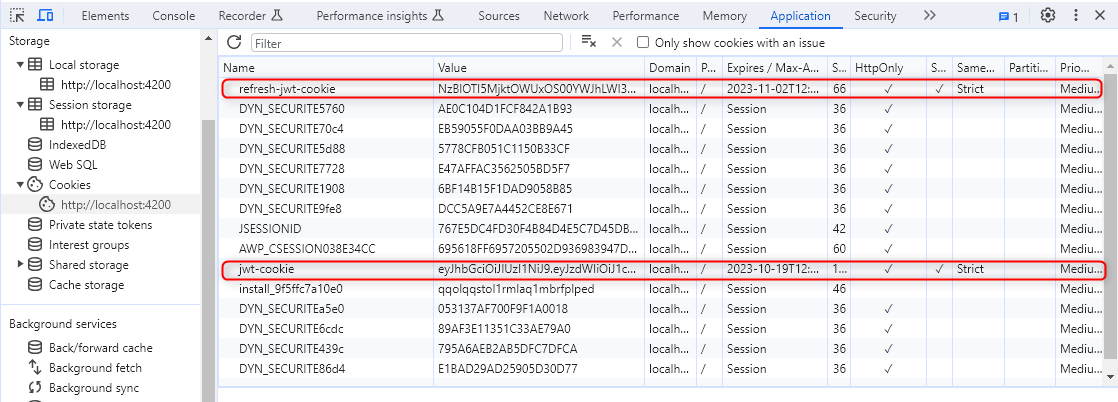 Elements Console Recorder Performance insights Sources Network Performance Memory Application Security 1
Storage
Local storage
http://localhost:4200
Session storage
http://localhost:4200
IndexedDB
Web SQL
Cookies
http://localhost:4200
Private state tokens
Interest groups
Shared storage
Cache storage
Background services
Back/forward cache
Background fetch
Background sync
Filter Only show cookies with an issue
Name Value Domain P... Expires / Max-A... S... HttpOnly S... Same... Partiti... Prio...
refresh-jwt-cookie NzBlOTI5MjktOWUxOS00YWJhLWI3... localh... / 2023-11-02T12:... 66 ✓ ✓ Strict Mediu...
DYN_SECURITE5760 AE0C104D1FCF842A1B93 localh... / Session 36 ✓ Mediu...
DYN_SECURITE70c4 EB59055F0DAA03BB9A45 localh... / Session 36 ✓ Mediu...
DYN_SECURITE5d88 5778CFB051C1150B33CF localh... / Session 36 ✓ Mediu...
DYN_SECURITE7728 E47AFFAC3562505BD5F7 localh... / Session 36 ✓ Mediu...
DYN_SECURITE1908 6BF14B15F1DAD9058B85 localh... / Session 36 ✓ Mediu...
DYN_SECURITE9fe8 DCC5A9E7A4452CE8E671 localh... / Session 36 ✓ Mediu...
JSESSIONID 767E5DC4FD30F4B84D4E5C7D45DB... localh... / Session 42 ✓ Mediu...
AWP_CSESSION038E34CC 695618FF6957205502D936983947D... localh... / Session 60 ✓ Mediu...
jwt-cookie eyJhbGciOiJIUzI1NiJ9.eyJzdWIiOiJ1c... localh... / 2023-10-19T12:... 1... ✓ ✓ Strict Mediu...
install_9f5ffc7a10e0 qqolqqstol1rmlaq1mbrfplped localh... / Session 46 Mediu...
DYN_SECURITEa5e0 053137AF700F9F1A0018 localh... / Session 36 ✓ Mediu...
DYN_SECURITE6cdc 89AF3E11351C33AE79A0 localh... / Session 36 ✓ Mediu...
DYN_SECURITE439c 795A6AEB2AB5DFC7DFCA localh... / Session 36 ✓ Mediu...
DYN_SECURITE86d4 E1BAD29AD25905D30D77 localh... / Session 36 ✓ Mediu...